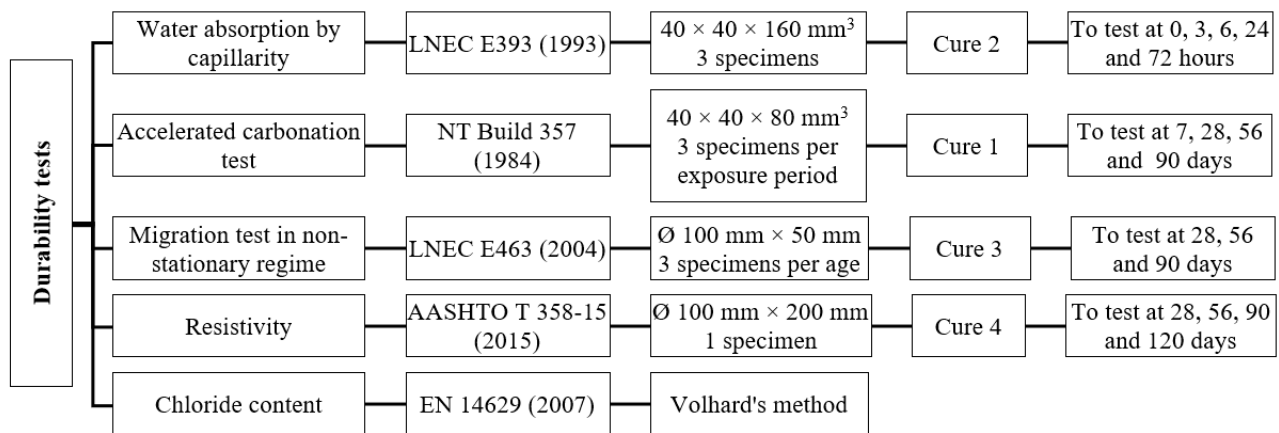 Durability tests
Water absorption by
capillarity
LNEC E393 (1993)
40 × 40 × 160 mm³
3 specimens
Cure 2
To test at 0, 3, 6, 24
and 72 hours
Accelerated carbonation
test
NT Build 357
(1984)
40 × 40 × 80 mm³
3 specimens per
exposure period
Cure 1
To test at 7, 28, 56
and 90 days
Migration test in non-
stationary regime
LNEC E463 (2004)
Ø 100 mm × 50 mm
3 specimens per age
Cure 3
To test at 28, 56
and 90 days
Resistivity
AASHTO T 358-15
(2015)
Ø 100 mm × 200 mm
1 specimen
Cure 4
To test at 28, 56, 90
and 120 days
Chloride content
EN 14629 (2007)
Volhard's method